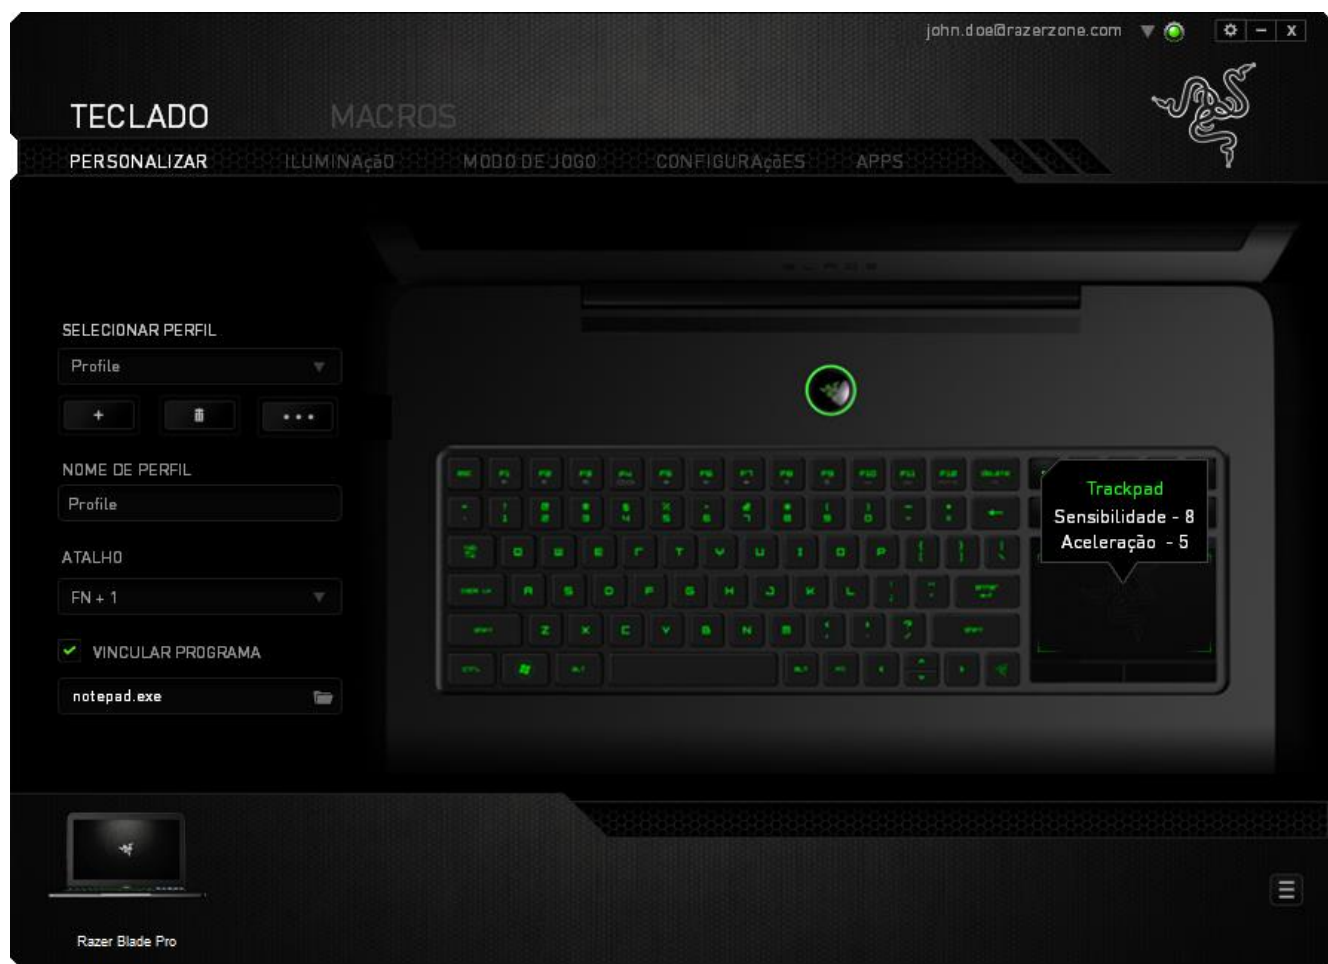 john.doe@razerzone.com
TECLADO
MACROS
PERSONALIZAR
ILUMINAçãO
MODO DE JOGO
CONFIGURAçõES
APPS
SELECIONAR PERFIL
Profile
NOME DE PERFIL
Profile
ATALHO
FN + 1
VINCULAR PROGRAMA
notepad.exe
Trackpad
Sensibilidade - 8
Aceleração - 5
Razer Blade Pro